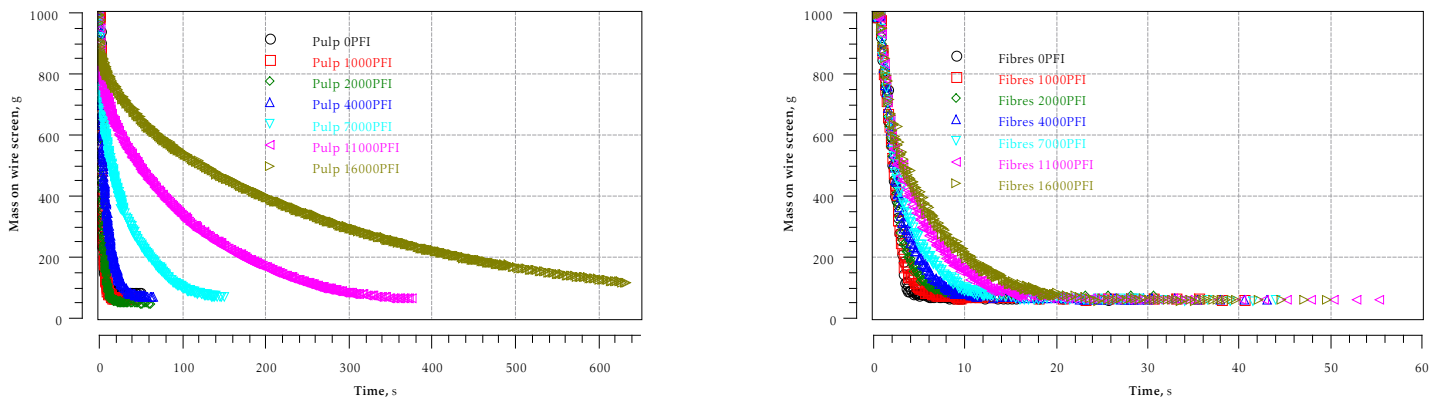 Mass on wire screen, g
1000
800
600
400
200
0
Pulp 0PFI
Pulp 1000PFI
Pulp 2000PFI
Pulp 4000PFI
Pulp 7000PFI
Pulp 11000PFI
Pulp 16000PFI
0 100 200 300 400 500 600
Time, s
Mass on wire screen, g
1000
800
600
400
200
0
Fibres 0PFI
Fibres 1000PFI
Fibres 2000PFI
Fibres 4000PFI
Fibres 7000PFI
Fibres 11000PFI
Fibres 16000PFI
0 10 20 30 40 50 60
Time, s